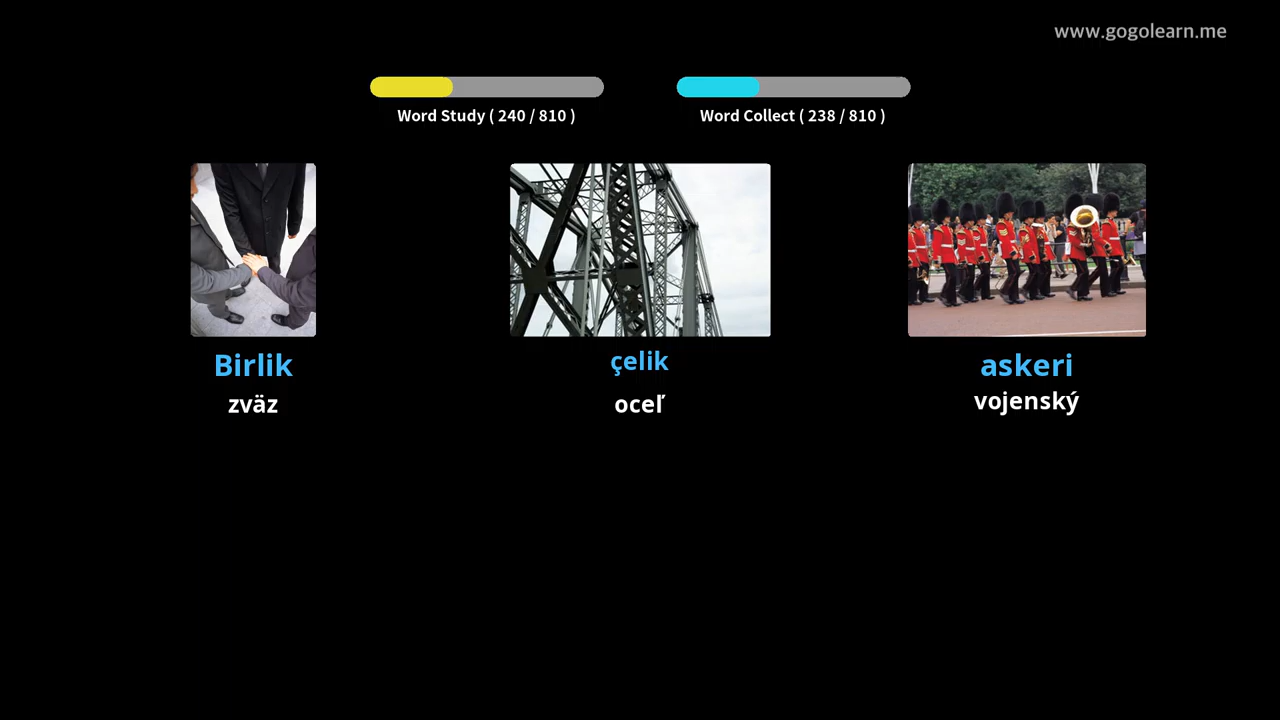 www.gogolearn.me
Word Study ( 240 / 810 )
Word Collect ( 238 / 810 )
Birlik
zväz
çelik
oceľ
askeri
vojenský